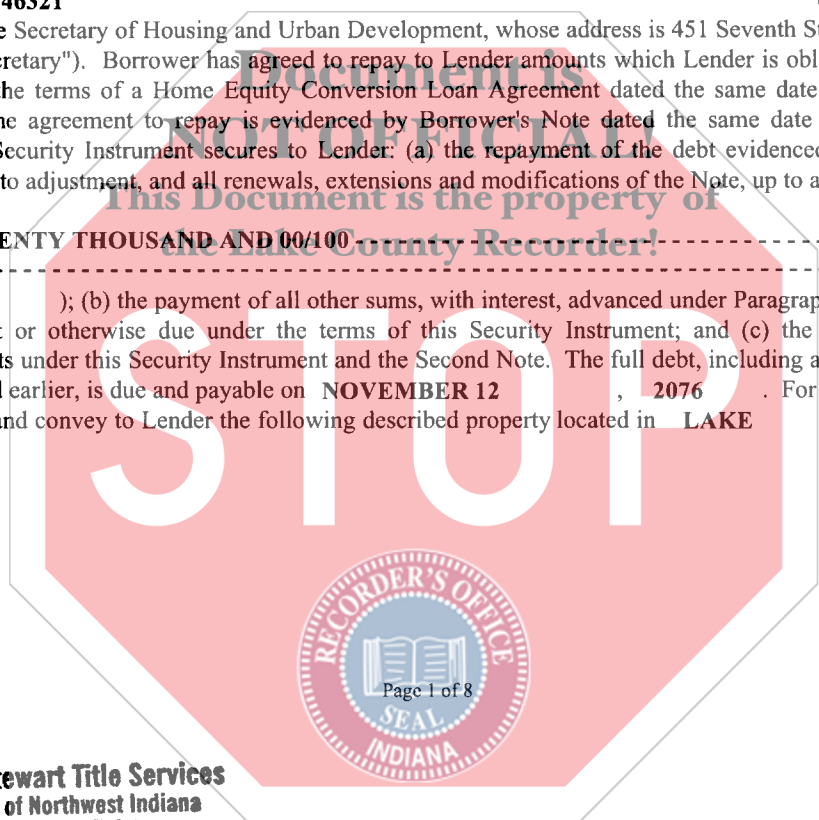 46321
e Secretary of Housing and Urban Development, whose address is 451 Seventh St
cretary"). Borrower has agreed to repay to Lender amounts which Lender is obl
he terms of a Home Equity Conversion Loan Agreement dated the same date
he agreement to repay is evidenced by Borrower's Note dated the same date
Security Instrument secures to Lender: (a) the repayment of the debt evidenced
to adjustment, and all renewals, extensions and modifications of the Note, up to a
ENTY THOUSAND AND 00/100 - - - - - - - - - - - - - - - - - - - - - - - - - - - - - - - - - -
); (b) the payment of all other sums, with interest, advanced under Paragrap
t or otherwise due under the terms of this Security Instrument; and (c) the
ts under this Security Instrument and the Second Note. The full debt, including a
d earlier, is due and payable on NOVEMBER 12 , 2076 . For
and convey to Lender the following described property located in LAKE
Document is
NOT OFFICIAL!
This Document is the property of
the Lake County Recorder!
STOP
RECORDER'S OFFICE
SEAL
INDIANA
Page 1 of 8
tewart Title Services
of Northwest Indiana